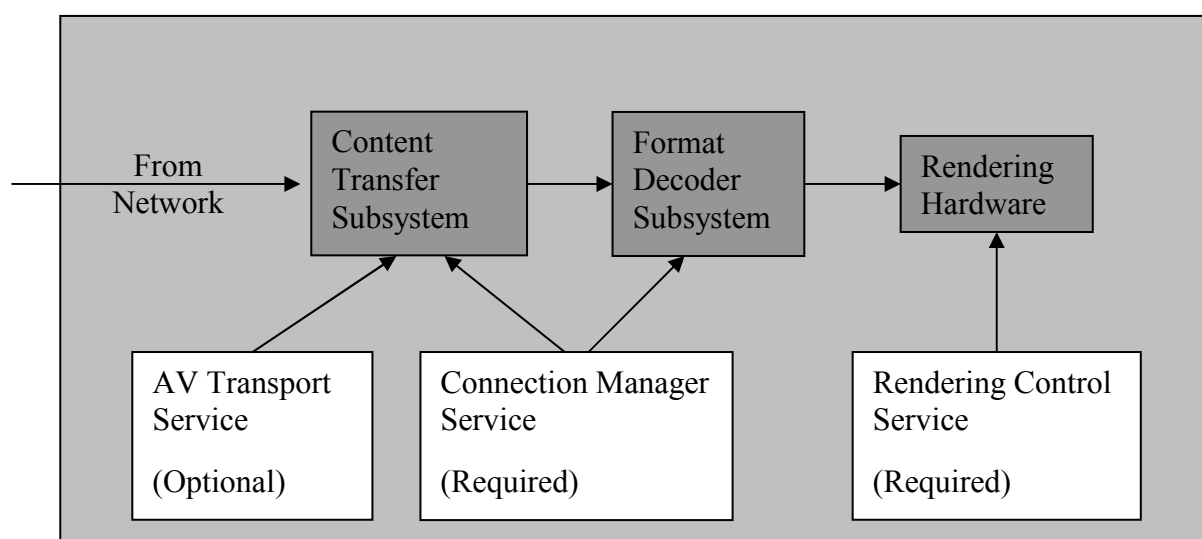 From
Network
Content
Transfer
Subsystem
Format
Decoder
Subsystem
Rendering
Hardware
AV Transport
Service
(Optional)
Connection Manager
Service
(Required)
Rendering Control
Service
(Required)